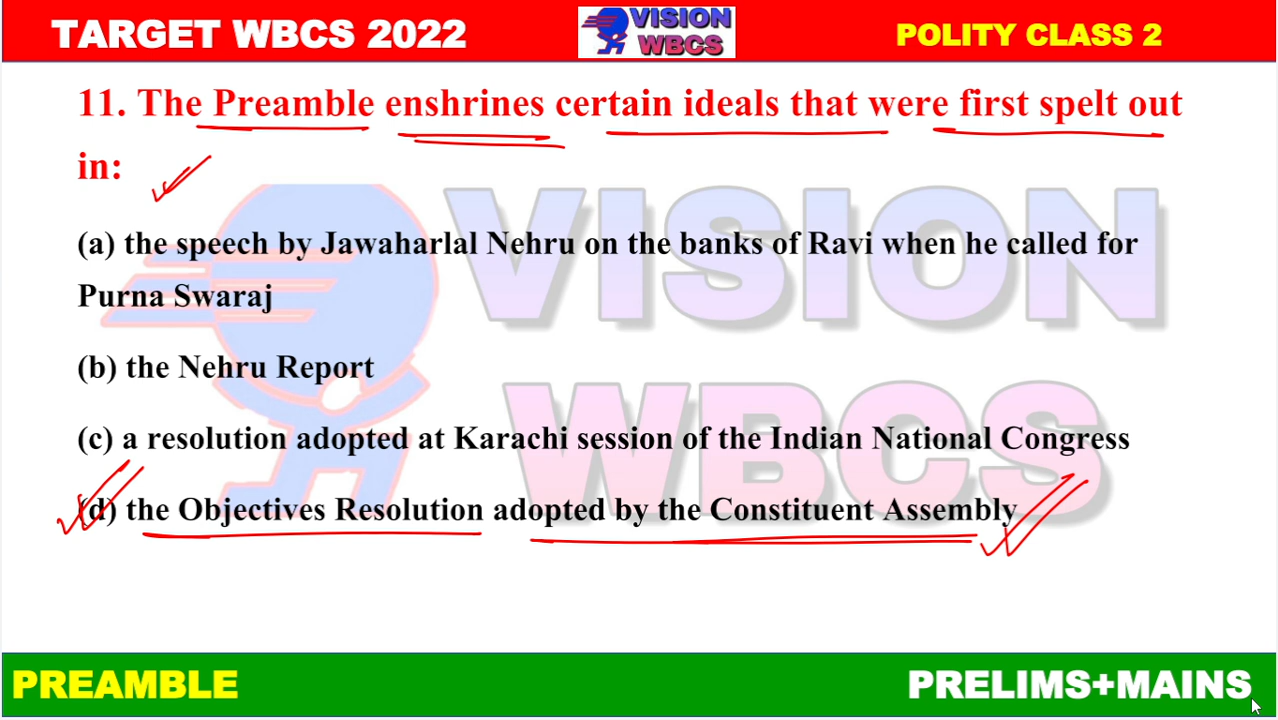 TARGET WBCS 2022
VISION
WBCS
POLITY CLASS 2
11. The Preamble enshrines certain ideals that were first spelt out
in:
VISION
WBCS
(a) the speech by Jawaharlal Nehru on the banks of Ravi when he called for
Purna Swaraj
(b) the Nehru Report
(c) a resolution adopted at Karachi session of the Indian National Congress
(d) the Objectives Resolution adopted by the Constituent Assembly
PREAMBLE
PRELIMS+MAINS